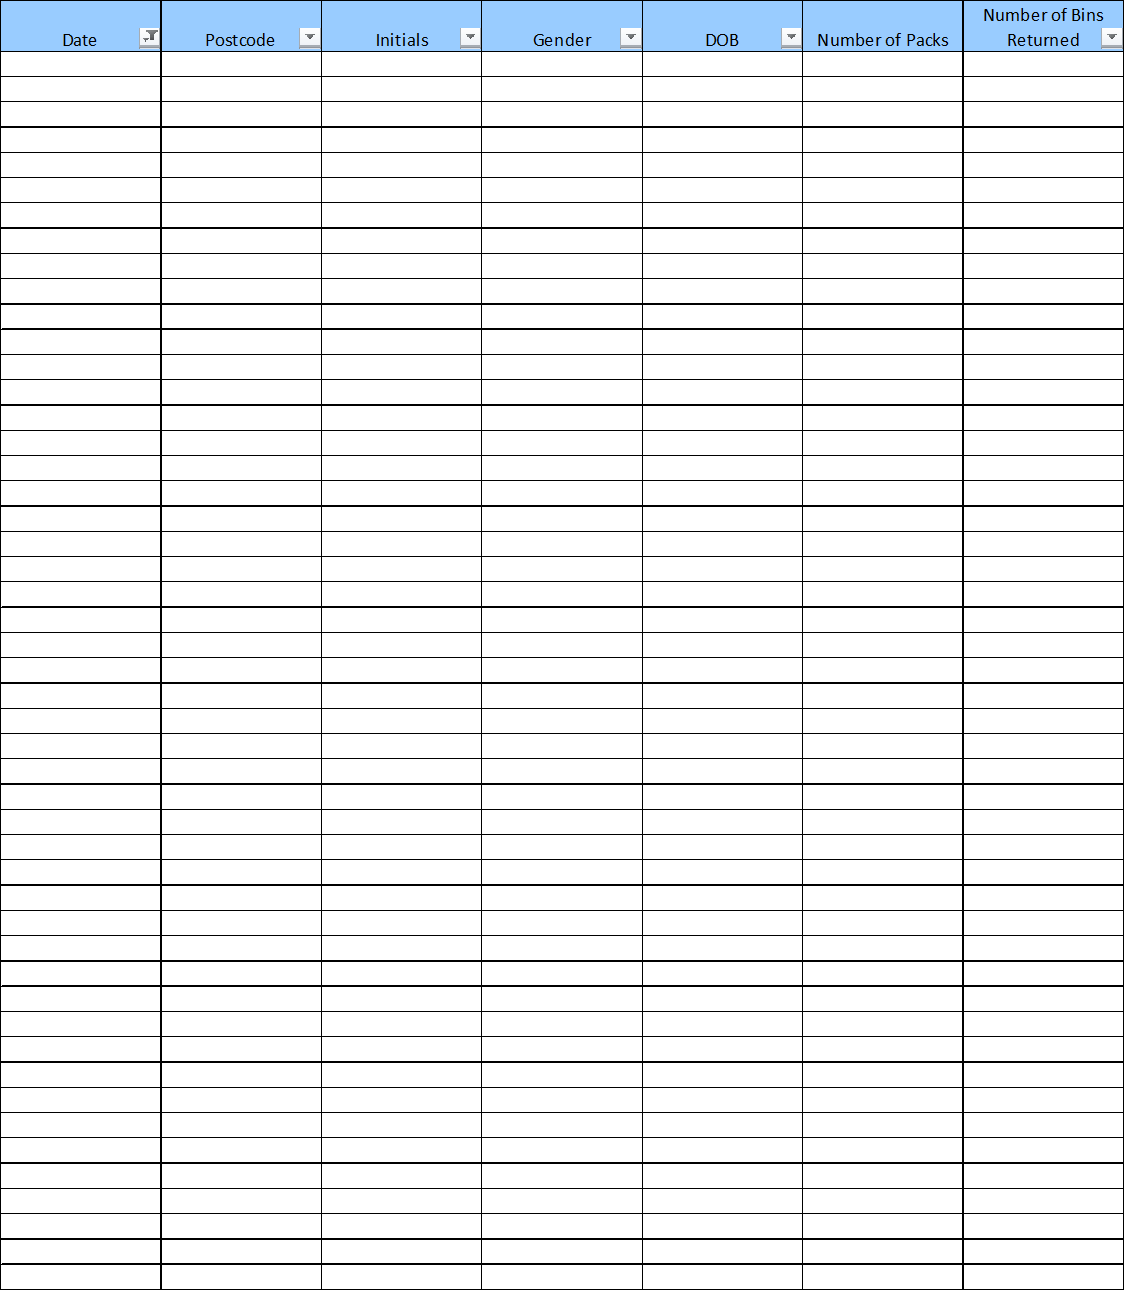 Date Postcode Initials Gender DOB Number of Packs Number of Bins
Returned